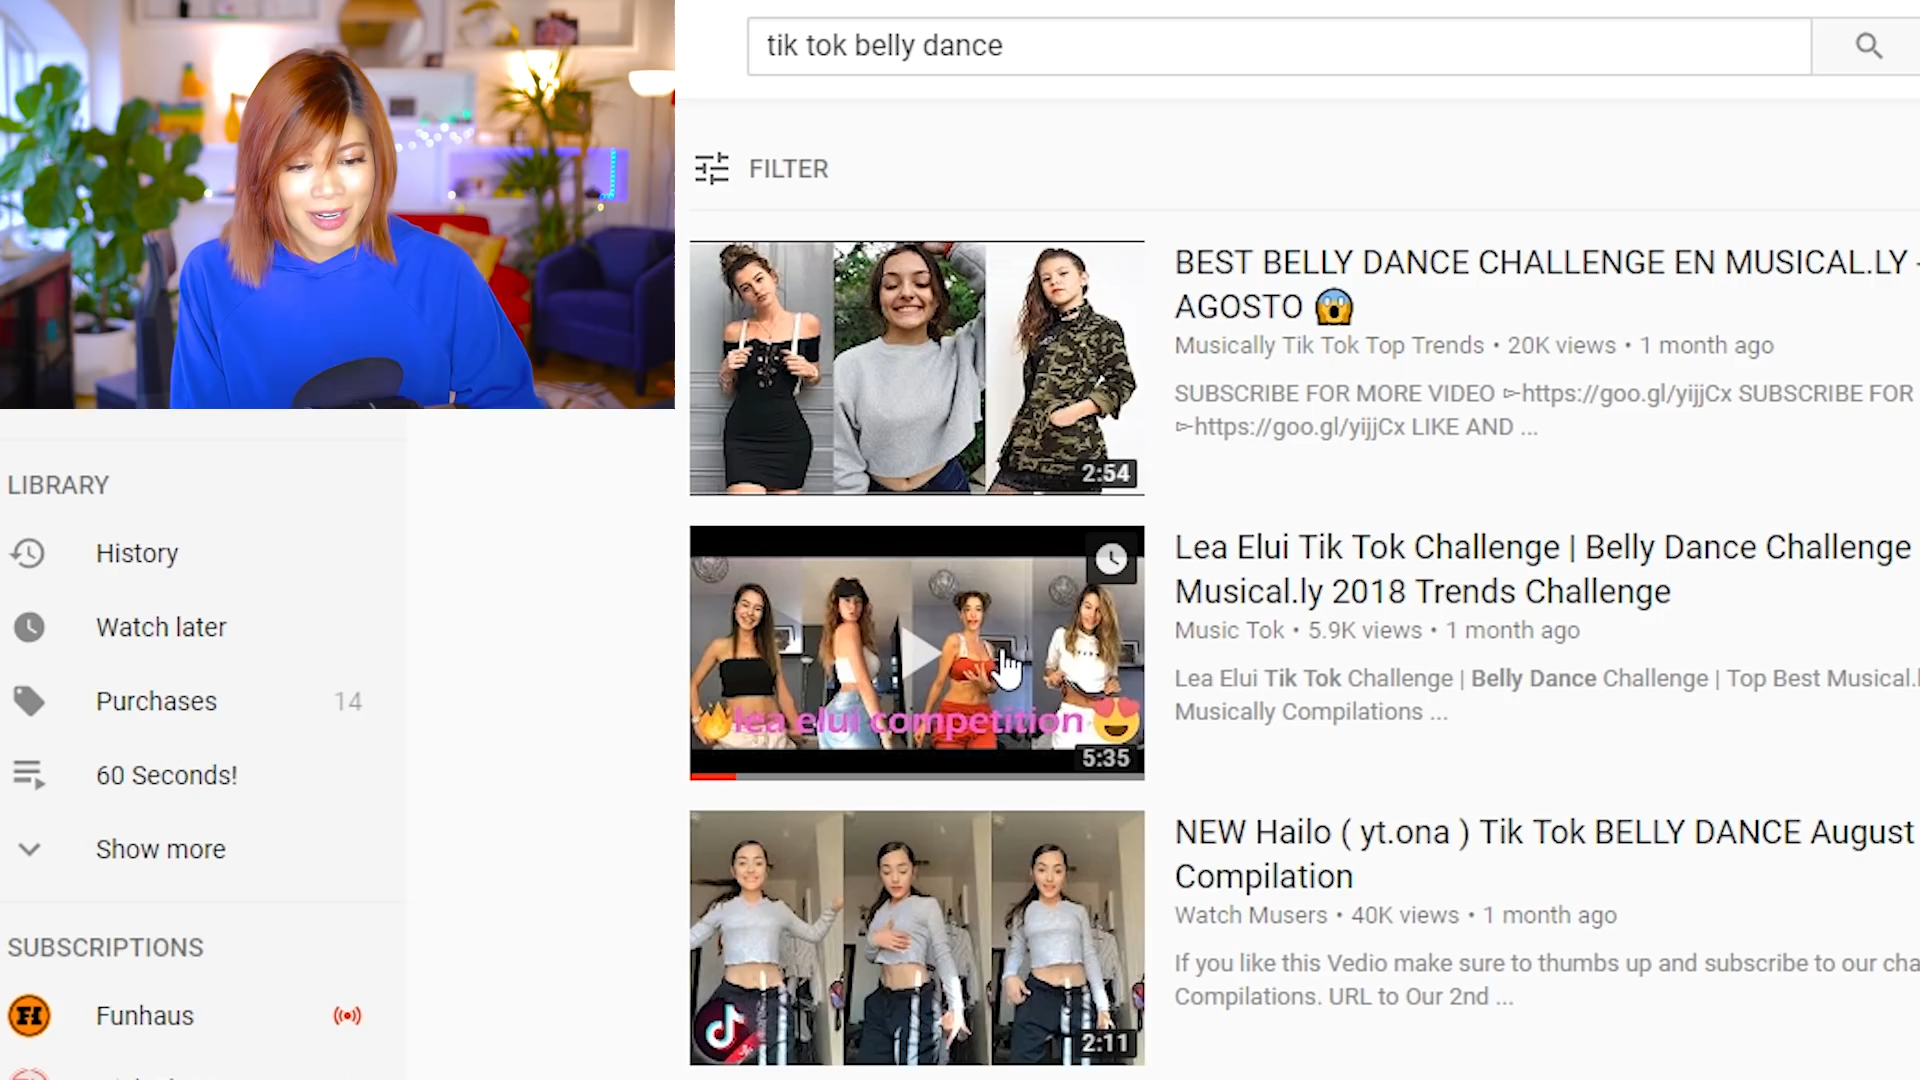 tik tok belly dance
FILTER
BEST BELLY DANCE CHALLENGE EN MUSICAL.LY -
AGOSTO 😱
Musically Tik Tok Top Trends • 20K views • 1 month ago
SUBSCRIBE FOR MORE VIDEO ▻https://goo.gl/yijjCx SUBSCRIBE FOR
▻https://goo.gl/yijjCx LIKE AND ...
2:54
Lea Elui Tik Tok Challenge | Belly Dance Challenge
Musical.ly 2018 Trends Challenge
Music Tok • 5.9K views • 1 month ago
Lea Elui Tik Tok Challenge | Belly Dance Challenge | Top Best Musical.l
Musically Compilations ...
🔥lea elui competition😍
5:35
NEW Hailo ( yt.ona ) Tik Tok BELLY DANCE August
Compilation
Watch Musers • 40K views • 1 month ago
If you like this Vedio make sure to thumbs up and subscribe to our cha
Compilations. URL to Our 2nd ...
2:11
LIBRARY
History
Watch later
Purchases 14
60 Seconds!
Show more
SUBSCRIPTIONS
FH Funhaus